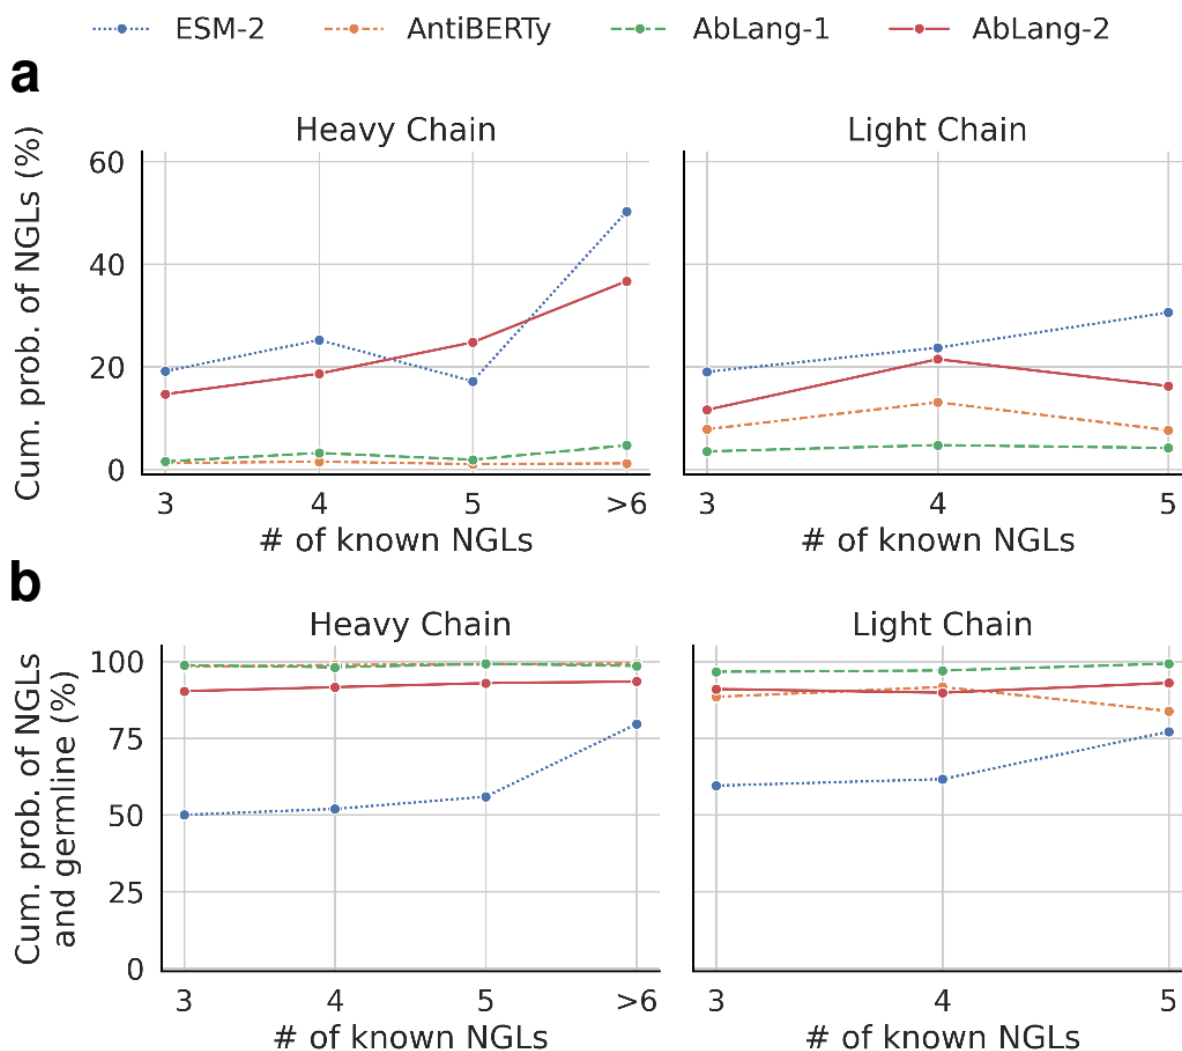 ESM-2 AntiBERTy AbLang-1 AbLang-2
a
Heavy Chain Light Chain
Cum. prob. of NGLs (%)
60
40
20
0
3 4 5 >6 3 4 5
# of known NGLs # of known NGLs
b
Heavy Chain Light Chain
Cum. prob. of NGLs
and germline (%)
100
75
50
25
0
3 4 5 >6 3 4 5
# of known NGLs # of known NGLs